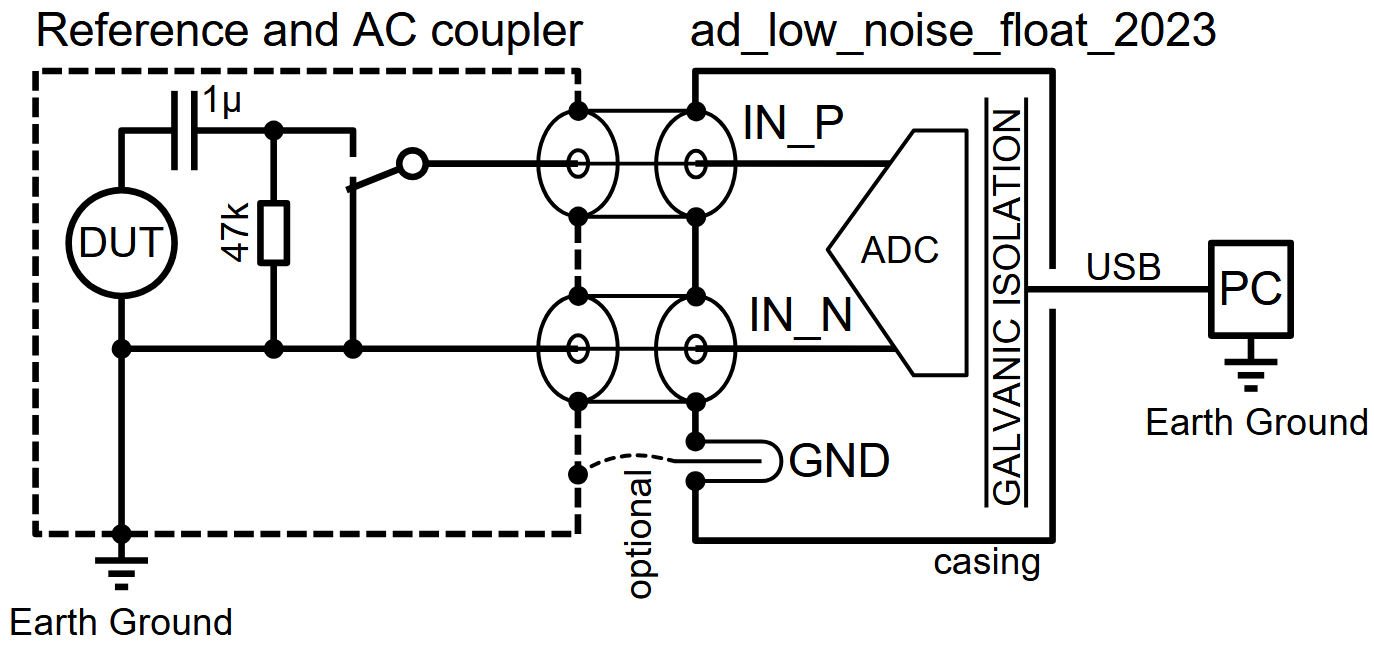 Reference and AC coupler
ad_low_noise_float_2023
1µ
IN_P
DUT
47k
ADC
GALVANIC ISOLATION
USB
PC
IN_N
Earth Ground
GND
optional
casing
Earth Ground